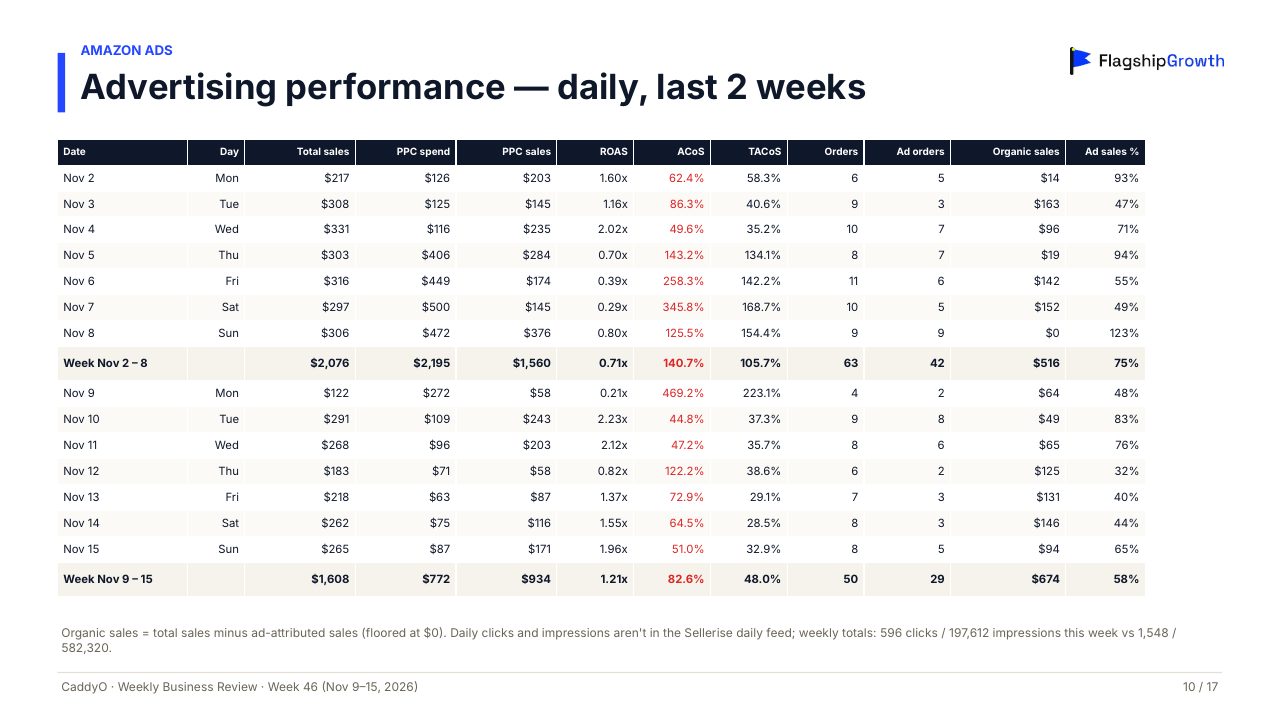 AMAZON ADS
Advertising performance — daily, last 2 weeks
FlagshipGrowth
Date Day Total sales PPC spend PPC sales ROAS ACoS TACoS Orders Ad orders Organic sales Ad sales %
Nov 2 Mon $217 $126 $203 1.60x 62.4% 58.3% 6 5 $14 93%
Nov 3 Tue $308 $125 $145 1.16x 86.3% 40.6% 9 3 $163 47%
Nov 4 Wed $331 $116 $235 2.02x 49.6% 35.2% 10 7 $96 71%
Nov 5 Thu $303 $406 $284 0.70x 143.2% 134.1% 8 7 $19 94%
Nov 6 Fri $316 $449 $174 0.39x 258.3% 142.2% 11 6 $142 55%
Nov 7 Sat $297 $500 $145 0.29x 345.8% 168.7% 10 5 $152 49%
Nov 8 Sun $306 $472 $376 0.80x 125.5% 154.4% 9 9 $0 123%
Week Nov 2 – 8 $2,076 $2,195 $1,560 0.71x 140.7% 105.7% 63 42 $516 75%
Nov 9 Mon $122 $272 $58 0.21x 469.2% 223.1% 4 2 $64 48%
Nov 10 Tue $291 $109 $243 2.23x 44.8% 37.3% 9 8 $49 83%
Nov 11 Wed $268 $96 $203 2.12x 47.2% 35.7% 8 6 $65 76%
Nov 12 Thu $183 $71 $58 0.82x 122.2% 38.6% 6 2 $125 32%
Nov 13 Fri $218 $63 $87 1.37x 72.9% 29.1% 7 3 $131 40%
Nov 14 Sat $262 $75 $116 1.55x 64.5% 28.5% 8 3 $146 44%
Nov 15 Sun $265 $87 $171 1.96x 51.0% 32.9% 8 5 $94 65%
Week Nov 9 – 15 $1,608 $772 $934 1.21x 82.6% 48.0% 50 29 $674 58%
Organic sales = total sales minus ad-attributed sales (floored at $0). Daily clicks and impressions aren't in the Sellerise daily feed; weekly totals: 596 clicks / 197,612 impressions this week vs 1,548 /
582,320.
CaddyO · Weekly Business Review · Week 46 (Nov 9–15, 2026)
10 / 17